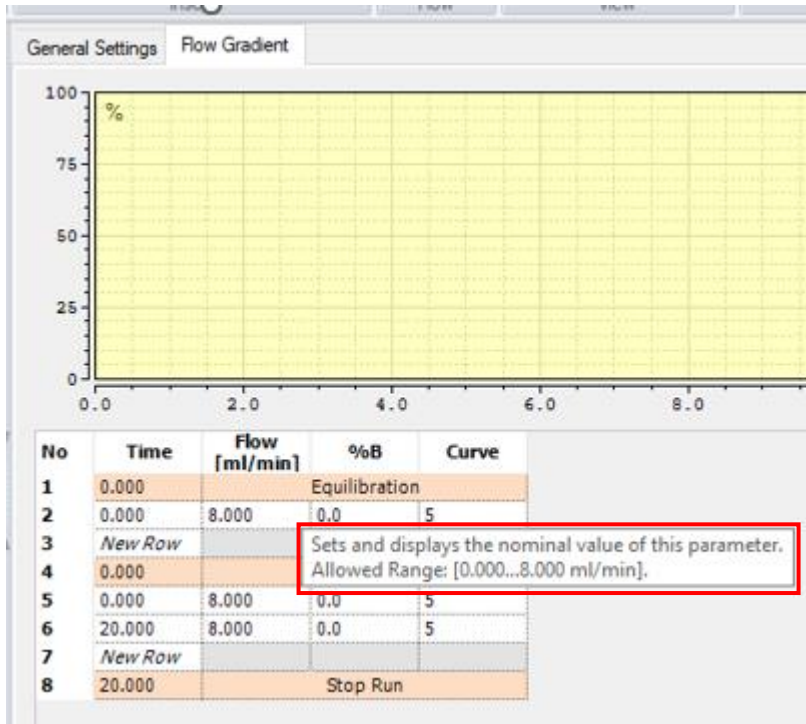 General Settings Flow Gradient
100
%
75
50
25
0
0.0 2.0 4.0 6.0 8.0
No Time Flow [ml/min] %B Curve
1 0.000 Equilibration
2 0.000 8.000 0.0 5
3 New Row
Sets and displays the nominal value of this parameter.
4 0.000
Allowed Range: [0.000...8.000 ml/min].
5 0.000 8.000 0.0 5
6 20.000 8.000 0.0 5
7 New Row
8 20.000 Stop Run